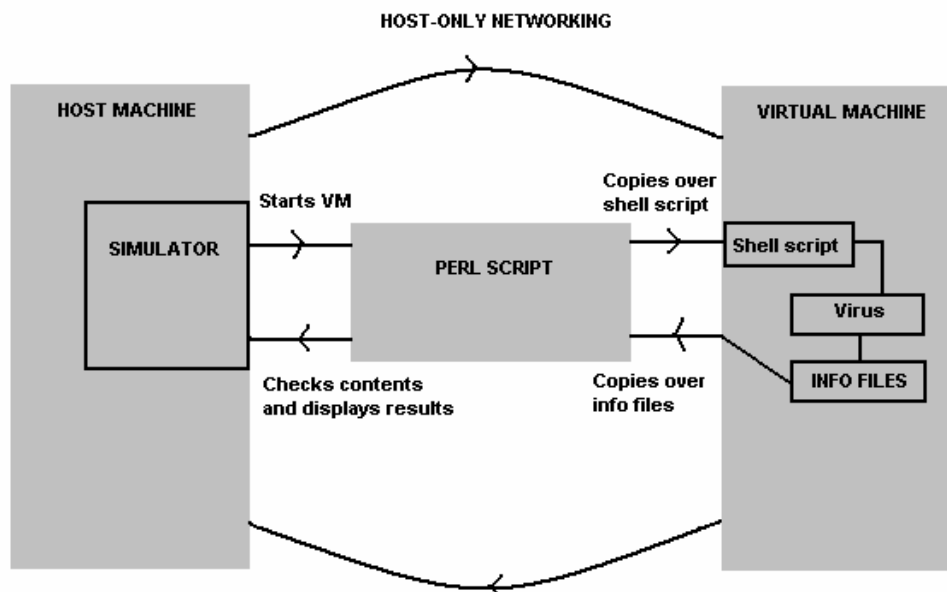 HOST-ONLY NETWORKING
HOST MACHINE
VIRTUAL MACHINE
Starts VM
Copies over
shell script
SIMULATOR
PERL SCRIPT
Shell script
Virus
INFO FILES
Checks contents
and displays results
Copies over
info files